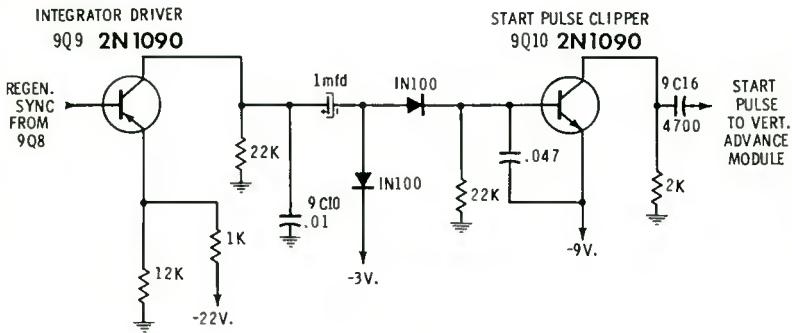 INTEGRATOR DRIVER
9Q9 2N1090
START PULSE CLIPPER
9Q10 2N1090
REGEN.
SYNC
FROM
9Q8
1mfd
IN100
9C16
4700
START
PULSE
TO VERT.
ADVANCE
MODULE
22K
9C10
.01
IN100
22K
.047
2K
12K
1K
-3V.
-9V.
-22V.